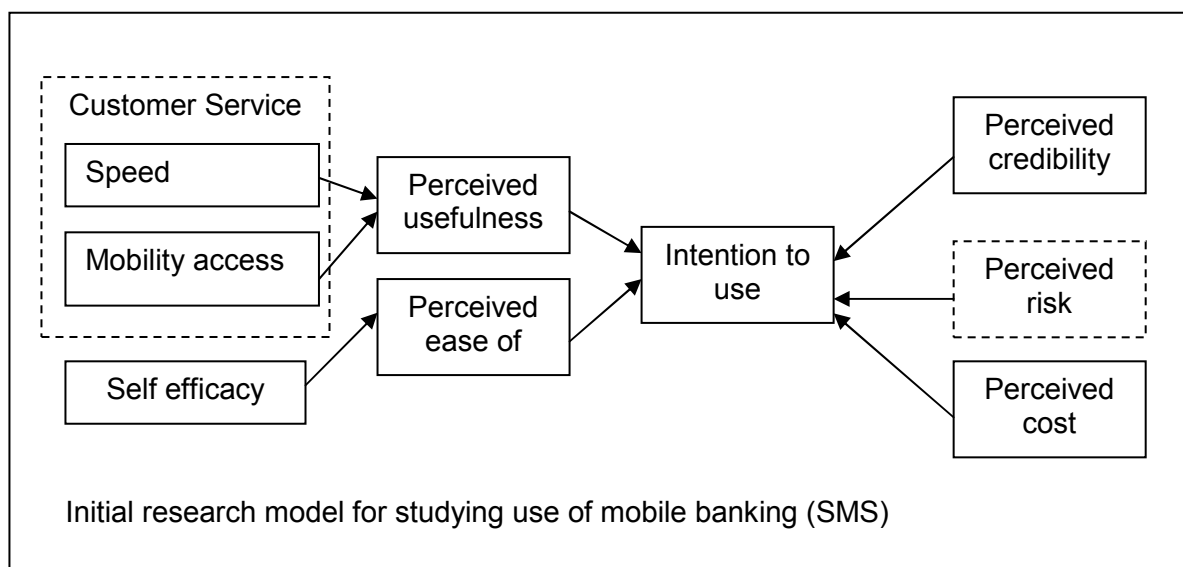 Customer Service
Speed
Mobility access
Self efficacy
Perceived
usefulness
Perceived
ease of
Intention to
use
Perceived
credibility
Perceived
risk
Perceived
cost
Initial research model for studying use of mobile banking (SMS)